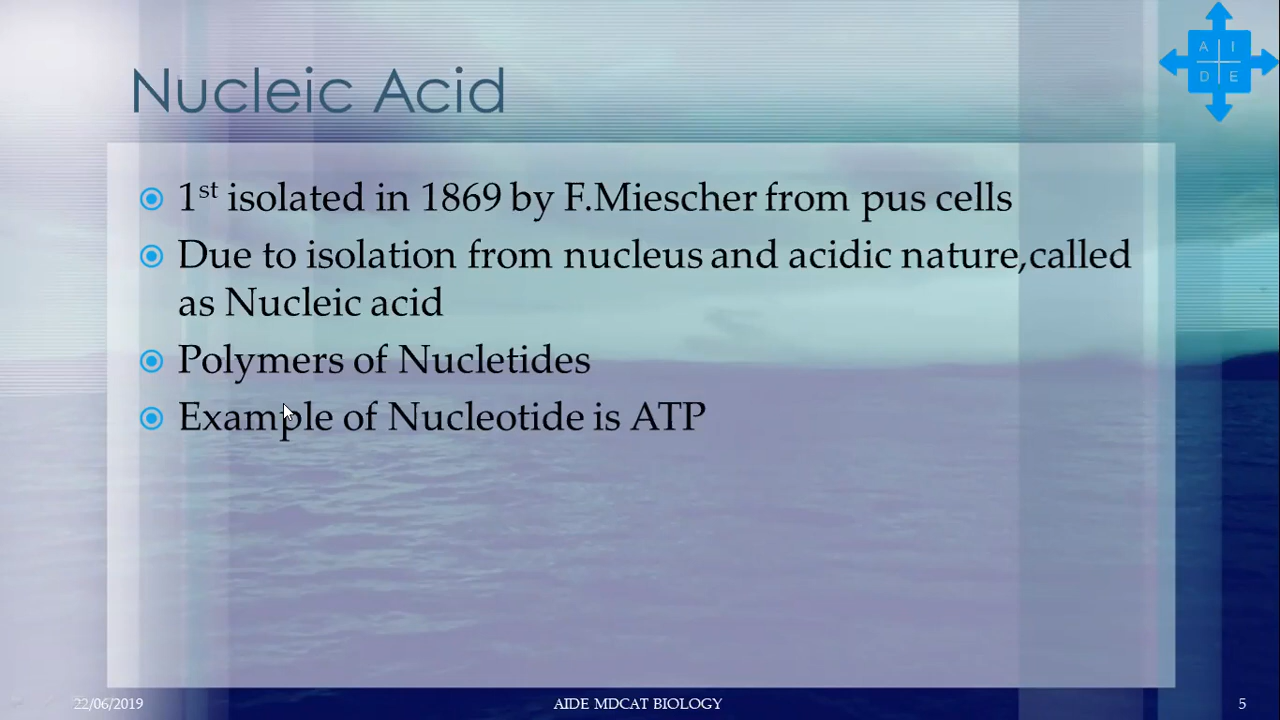 A I
D E
Nucleic Acid
1st isolated in 1869 by F.Miescher from pus cells
Due to isolation from nucleus and acidic nature,called
as Nucleic acid
Polymers of Nucletides
Example of Nucleotide is ATP
22/06/2019 AIDE MDCAT BIOLOGY 5